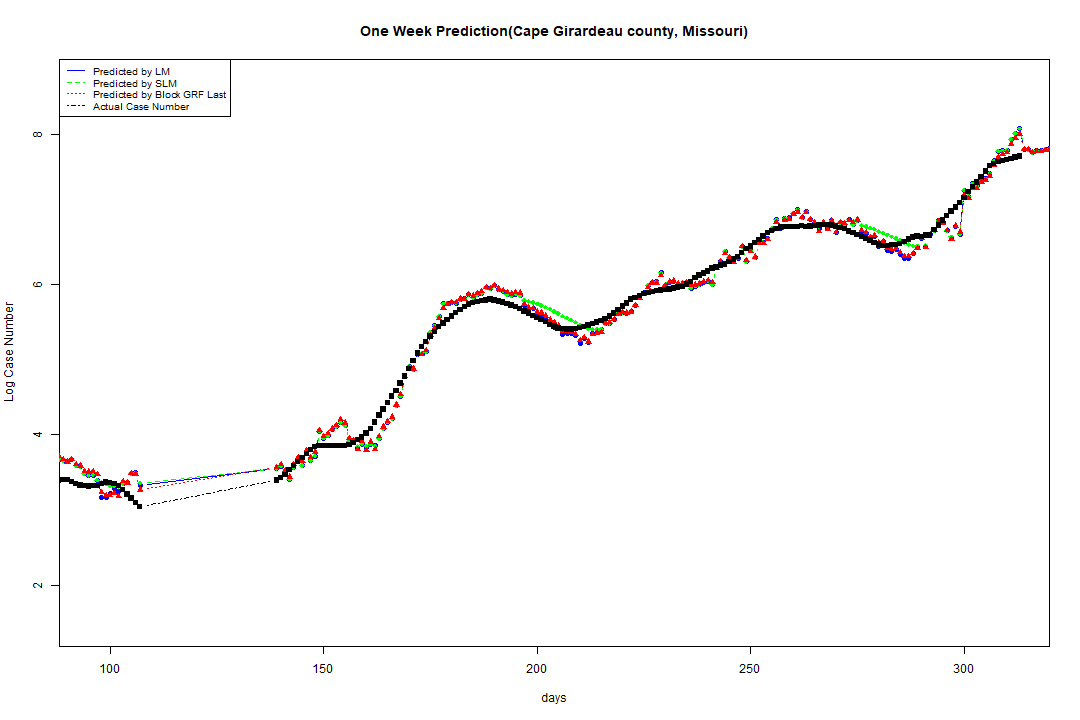 One Week Prediction(Cape Girardeau county, Missouri)
Predicted by LM
Predicted by SLM
Predicted by Block GRF Last
Actual Case Number
8
6
4
2
Log Case Number
100 150 200 250 300
days